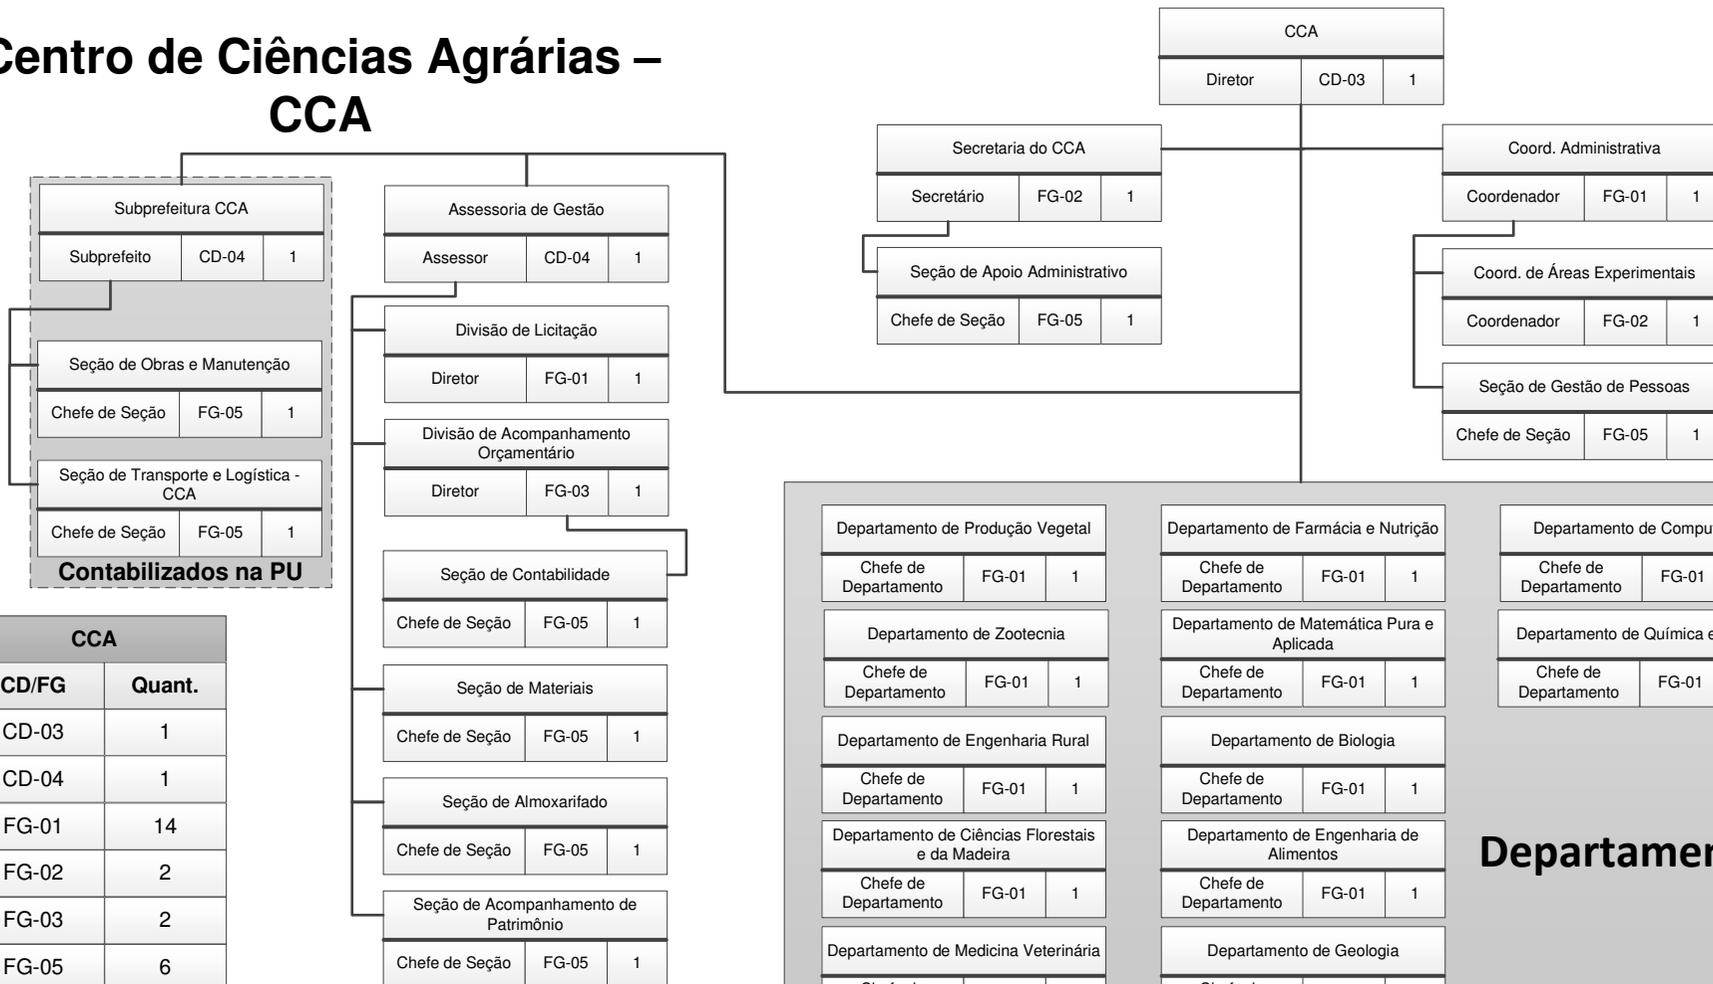 Centro de Ciências Agrárias –
CCA
CCA
Diretor CD-03 1
Secretaria do CCA
Secretário FG-02 1
Seção de Apoio Administrativo
Chefe de Seção FG-05 1
Coord. Administrativa
Coordenador FG-01 1
Coord. de Áreas Experimentais
Coordenador FG-02 1
Seção de Gestão de Pessoas
Chefe de Seção FG-05 1
Subprefeitura CCA
Subprefeito CD-04 1
Seção de Obras e Manutenção
Chefe de Seção FG-05 1
Seção de Transporte e Logística -
CCA
Chefe de Seção FG-05 1
Contabilizados na PU
Assessoria de Gestão
Assessor CD-04 1
Divisão de Licitação
Diretor FG-01 1
Divisão de Acompanhamento
Orçamentário
Diretor FG-03 1
Seção de Contabilidade
Chefe de Seção FG-05 1
Seção de Materiais
Chefe de Seção FG-05 1
Seção de Almoxarifado
Chefe de Seção FG-05 1
Seção de Acompanhamento de
Patrimônio
Chefe de Seção FG-05 1
CCA
CD/FG Quant.
CD-03 1
CD-04 1
FG-01 14
FG-02 2
FG-03 2
FG-05 6
Departamento de Produção Vegetal
Chefe de
Departamento FG-01 1
Departamento de Zootecnia
Chefe de
Departamento FG-01 1
Departamento de Engenharia Rural
Chefe de
Departamento FG-01 1
Departamento de Ciências Florestais
e da Madeira
Chefe de
Departamento FG-01 1
Departamento de Medicina Veterinária
Departamento de Farmácia e Nutrição
Chefe de
Departamento FG-01 1
Departamento de Matemática Pura e
Aplicada
Chefe de
Departamento FG-01 1
Departamento de Biologia
Chefe de
Departamento FG-01 1
Departamento de Engenharia de
Alimentos
Chefe de
Departamento FG-01 1
Departamento de Geologia
Departamento de Compu
Chefe de
Departamento FG-01
Departamento de Química e
Chefe de
Departamento FG-01
Departamen